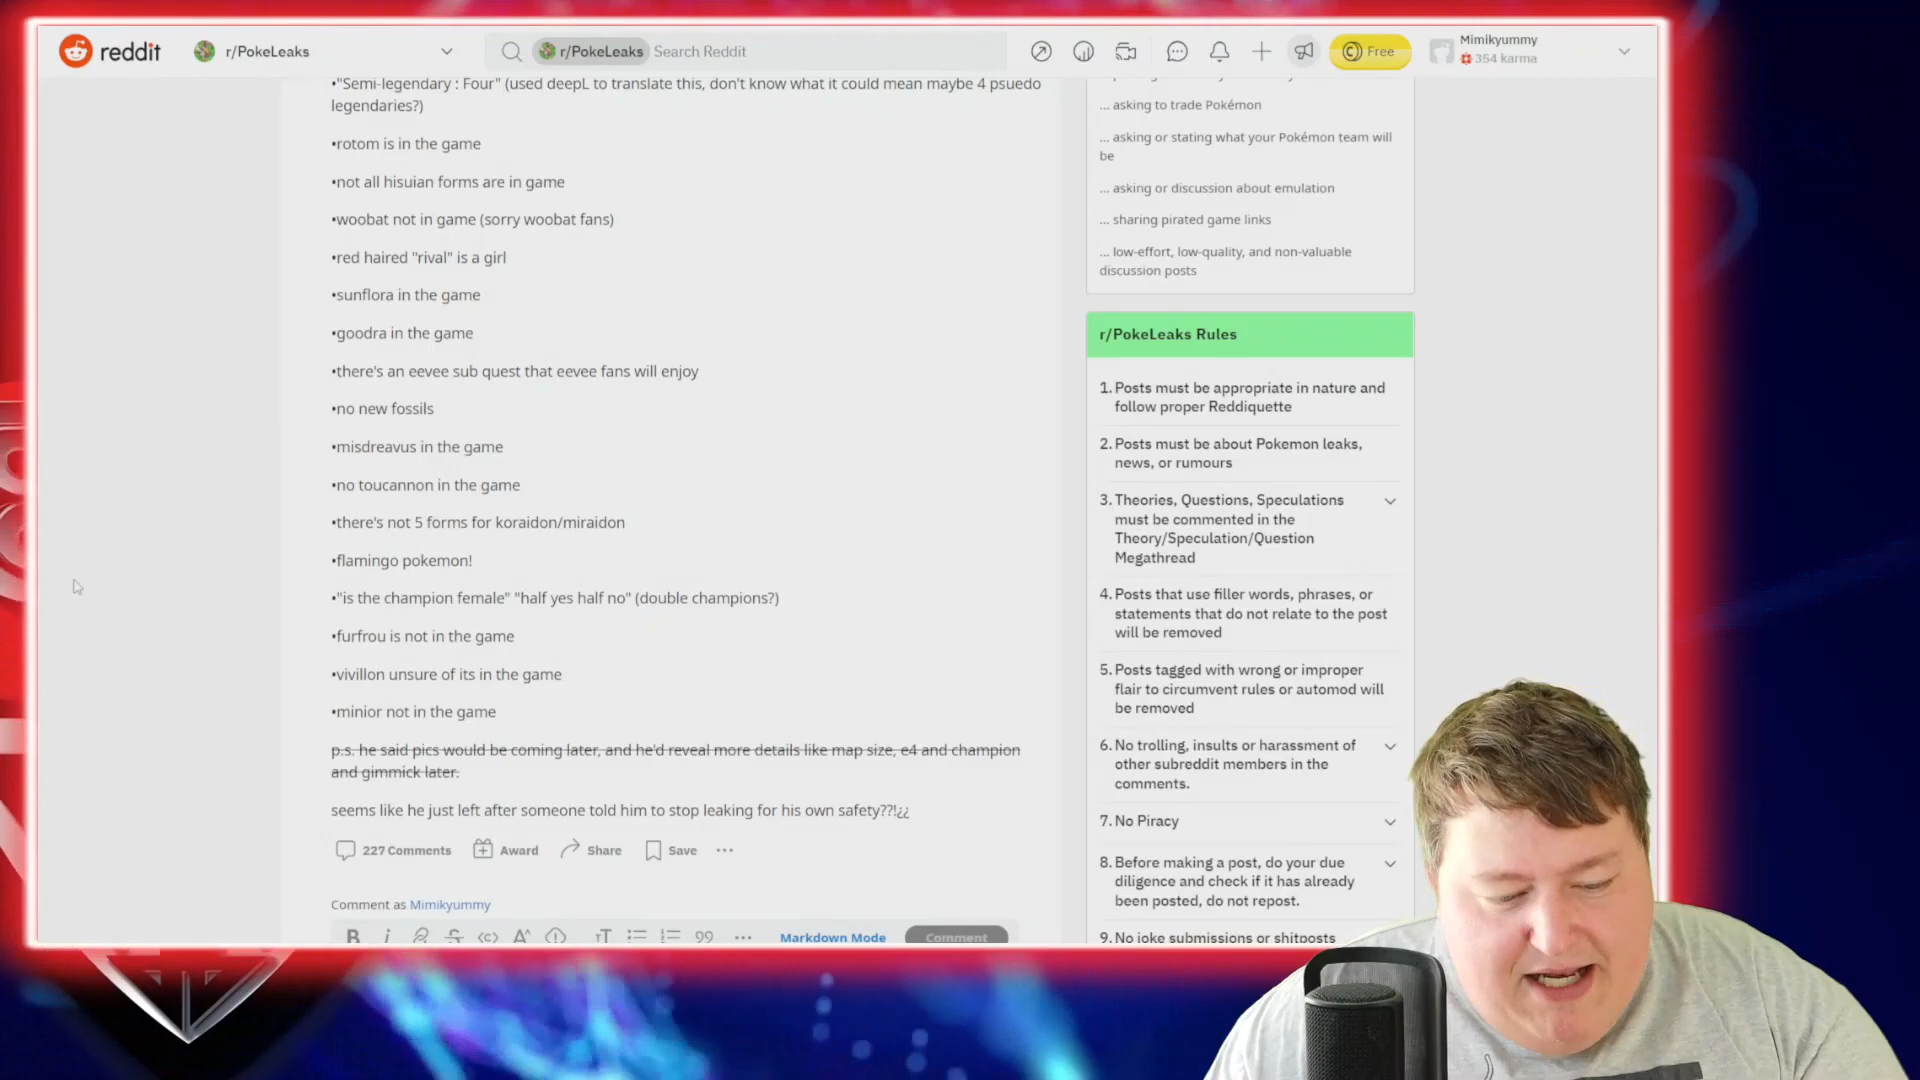 reddit
r/PokeLeaks
r/PokeLeaks Search Reddit
Free
Mimikyummy
354 karma
•"Semi-legendary : Four" (used deepL to translate this, don't know what it could mean maybe 4 psuedo
legendaries?)
•rotom is in the game
•not all hisuian forms are in game
•woobat not in game (sorry woobat fans)
•red haired "rival" is a girl
•sunflora in the game
•goodra in the game
•there's an eevee sub quest that eevee fans will enjoy
•no new fossils
•misdreavus in the game
•no toucannon in the game
•there's not 5 forms for koraidon/miraidon
•flamingo pokemon!
•"is the champion female" "half yes half no" (double champions?)
•furfrou is not in the game
•vivillon unsure of its in the game
•minior not in the game
p.s. he said pics would be coming later, and he'd reveal more details like map size, e4 and champion
and gimmick later.
seems like he just left after someone told him to stop leaking for his own safety??!¿¿
227 Comments Award Share Save
Comment as Mimikyummy
Markdown Mode Comment
... asking to trade Pokémon
... asking or stating what your Pokémon team will
be
... asking or discussion about emulation
... sharing pirated game links
... low-effort, low-quality, and non-valuable
discussion posts
r/PokeLeaks Rules
1. Posts must be appropriate in nature and
follow proper Reddiquette
2. Posts must be about Pokemon leaks,
news, or rumours
3. Theories, Questions, Speculations
must be commented in the
Theory/Speculation/Question
Megathread
4. Posts that use filler words, phrases, or
statements that do not relate to the post
will be removed
5. Posts tagged with wrong or improper
flair to circumvent rules or automod will
be removed
6. No trolling, insults or harassment of
other subreddit members in the
comments.
7. No Piracy
8. Before making a post, do your due
diligence and check if it has already
been posted, do not repost.
9. No joke submissions or shitposts